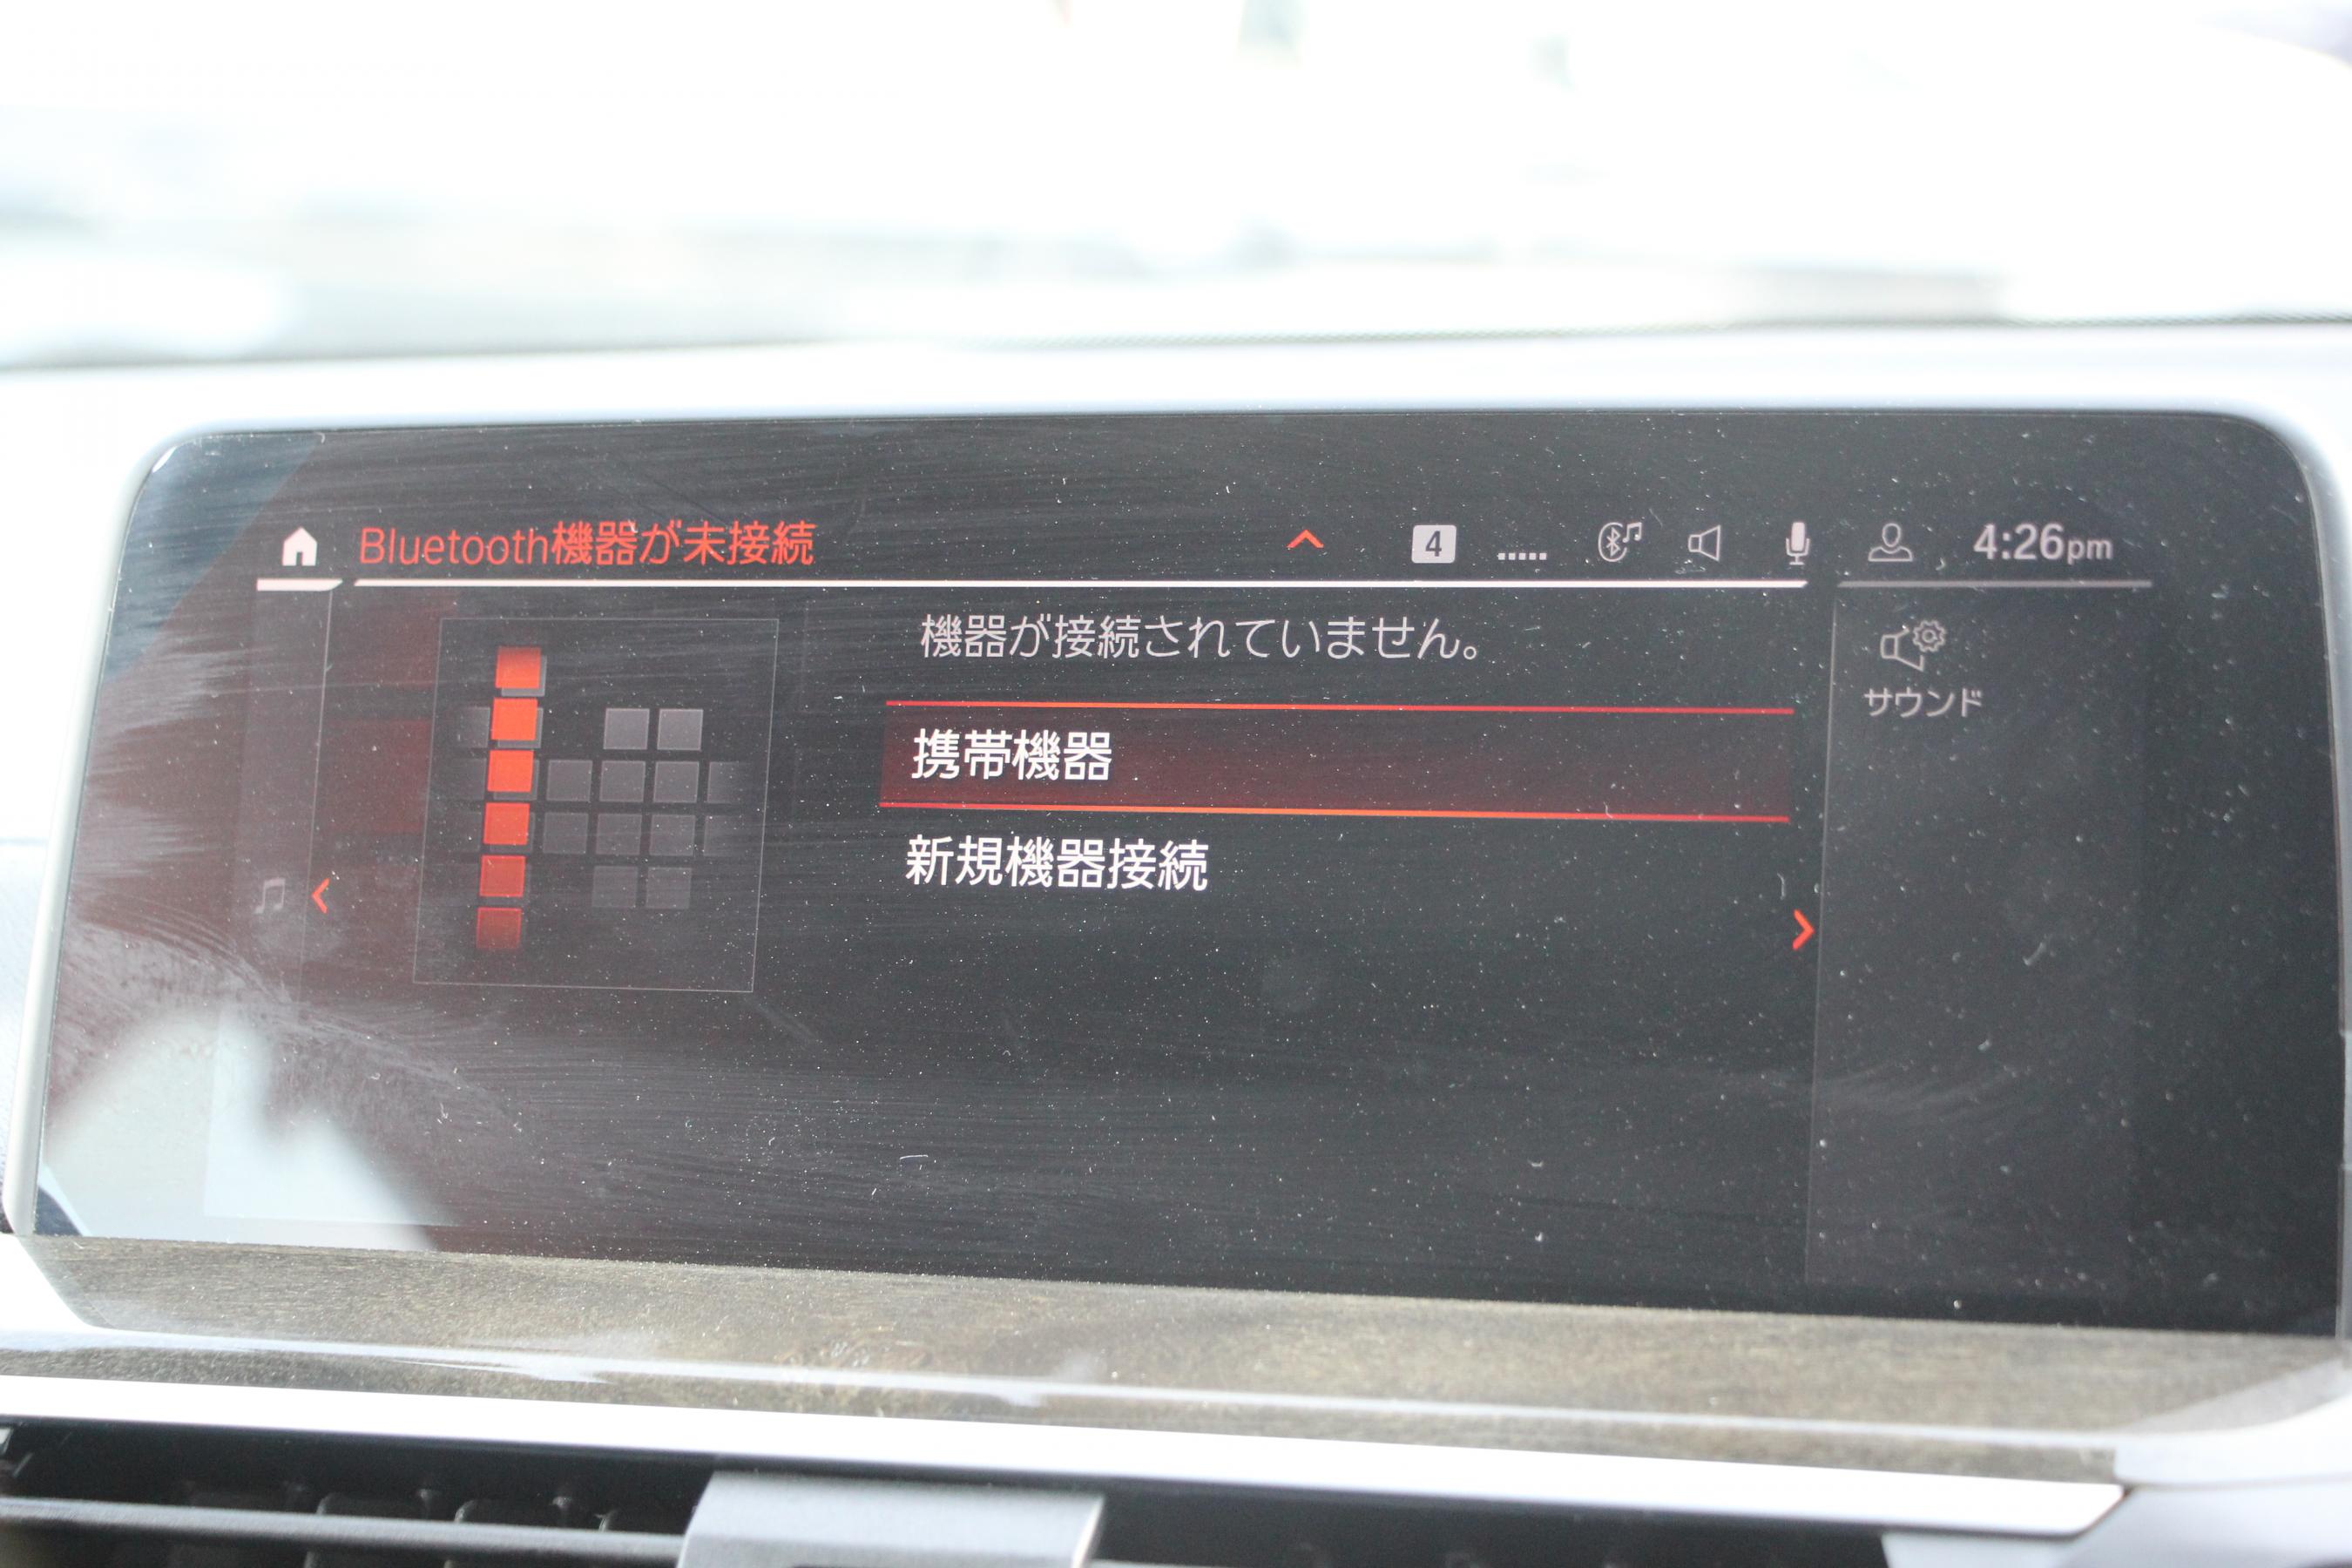 Bluetooth機器が未接続
4
4:26pm
機器が接続されていません。
サウンド
携帯機器
新規機器接続